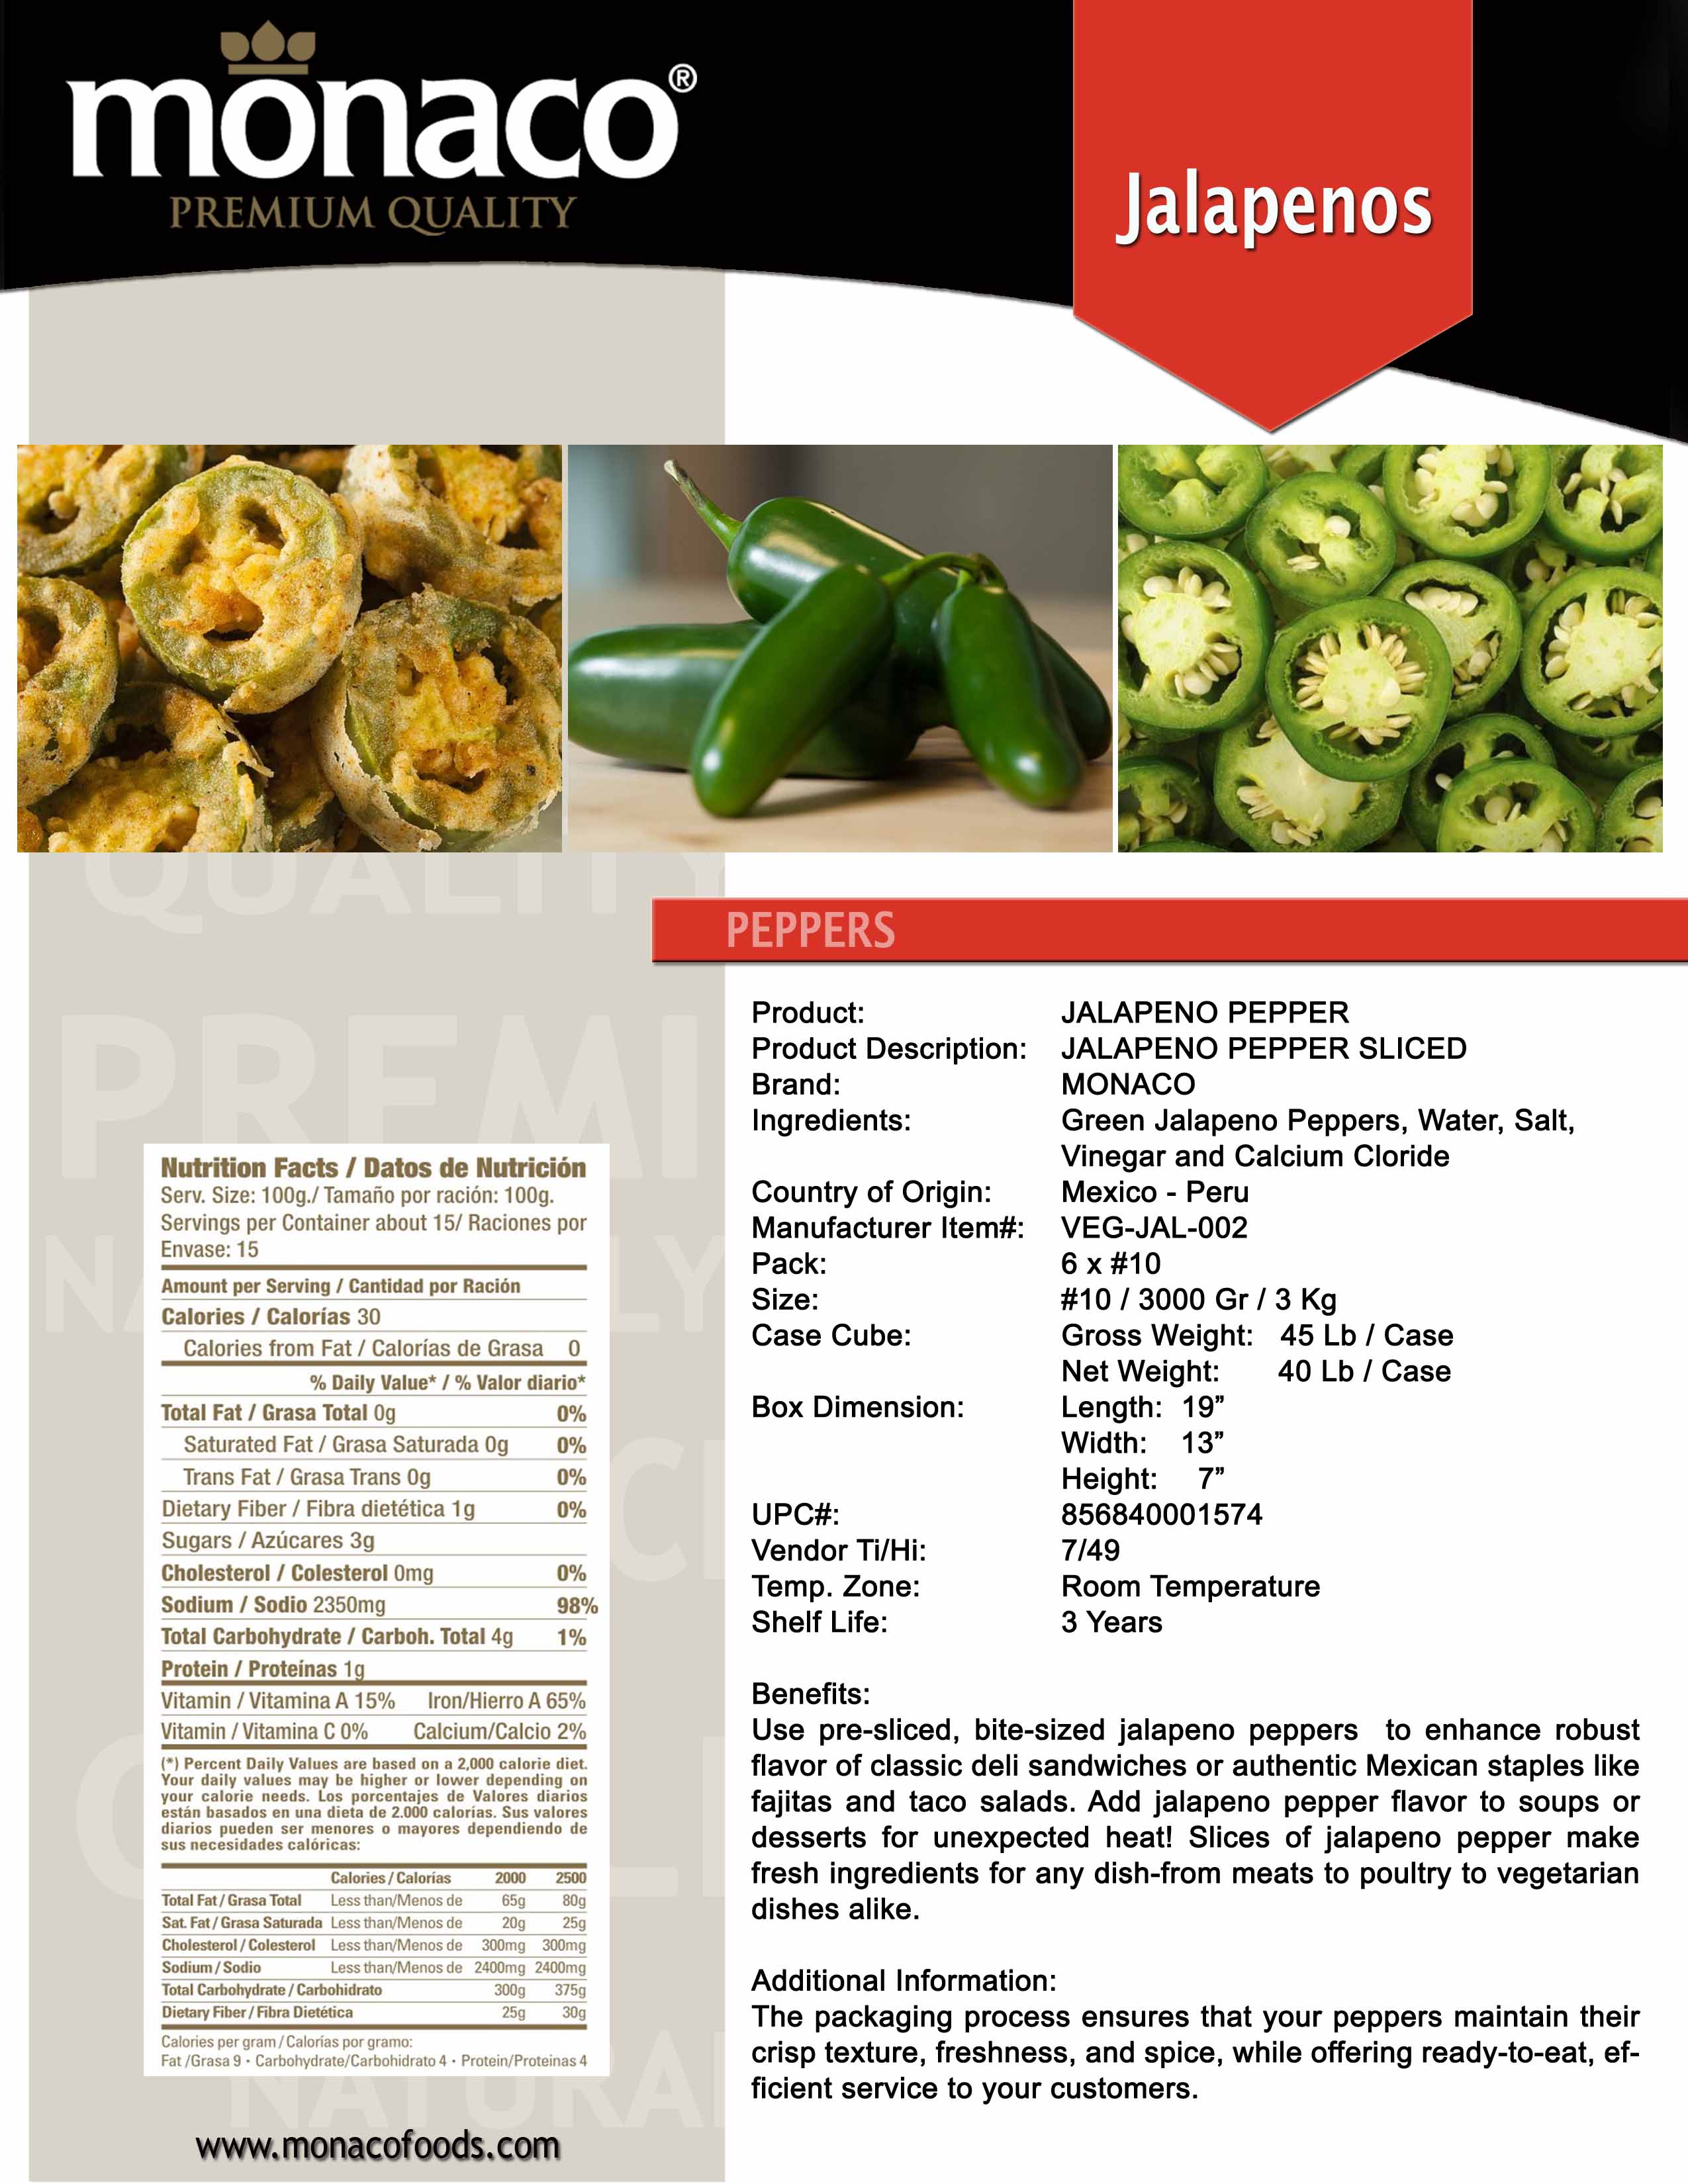 monaco®
PREMIUM QUALITY
Jalapenos
QUALITY
PREMI
PEPPERS
Product: JALAPENO PEPPER
Product Description: JALAPENO PEPPER SLICED
Brand: MONACO
Ingredients: Green Jalapeno Peppers, Water, Salt,
Vinegar and Calcium Cloride
Country of Origin: Mexico - Peru
Manufacturer Item#: VEG-JAL-002
Pack: 6 x #10
Size: #10 / 3000 Gr / 3 Kg
Case Cube: Gross Weight: 45 Lb / Case
Net Weight: 40 Lb / Case
Box Dimension: Length: 19”
Width: 13”
Height: 7”
UPC#: 856840001574
Vendor Ti/Hi: 7/49
Temp. Zone: Room Temperature
Shelf Life: 3 Years
Benefits:
Use pre-sliced, bite-sized jalapeno peppers to enhance robust
flavor of classic deli sandwiches or authentic Mexican staples like
fajitas and taco salads. Add jalapeno pepper flavor to soups or
desserts for unexpected heat! Slices of jalapeno pepper make
fresh ingredients for any dish-from meats to poultry to vegetarian
dishes alike.
Additional Information:
The packaging process ensures that your peppers maintain their
crisp texture, freshness, and spice, while offering ready-to-eat, ef-
ficient service to your customers.
Nutrition Facts / Datos de Nutrición
Serv. Size: 100g./ Tamaño por ración: 100g.
Servings per Container about 15/ Raciones por
Envase: 15
Amount per Serving / Cantidad por Ración
Calories / Calorías 30
Calories from Fat / Calorías de Grasa 0
% Daily Value* / % Valor diario*
Total Fat / Grasa Total 0g 0%
Saturated Fat / Grasa Saturada 0g 0%
Trans Fat / Grasa Trans 0g 0%
Dietary Fiber / Fibra dietética 1g 0%
Sugars / Azúcares 3g
Cholesterol / Colesterol 0mg 0%
Sodium / Sodio 2350mg 98%
Total Carbohydrate / Carboh. Total 4g 1%
Protein / Proteínas 1g
Vitamin / Vitamina A 15% Iron/Hierro A 65%
Vitamin / Vitamina C 0% Calcium/Calcio 2%
(*) Percent Daily Values are based on a 2,000 calorie diet.
Your daily values may be higher or lower depending on
your calorie needs. Los porcentajes de Valores diarios
están basados en una dieta de 2.000 calorías. Sus valores
diarios pueden ser menores o mayores dependiendo de
sus necesidades calóricas:
Calories / Calorías 2000 2500
Total Fat / Grasa Total Less than/Menos de 65g 80g
Sat. Fat / Grasa Saturada Less than/Menos de 20g 25g
Cholesterol / Colesterol Less than/Menos de 300mg 300mg
Sodium / Sodio Less than/Menos de 2400mg 2400mg
Total Carbohydrate / Carbohidrato 300g 375g
Dietary Fiber / Fibra Dietética 25g 30g
Calories per gram / Calorías por gramo:
Fat /Grasa 9 • Carbohydrate/Carbohidrato 4 • Protein/Proteinas 4
NATURAL
www.monacofoods.com